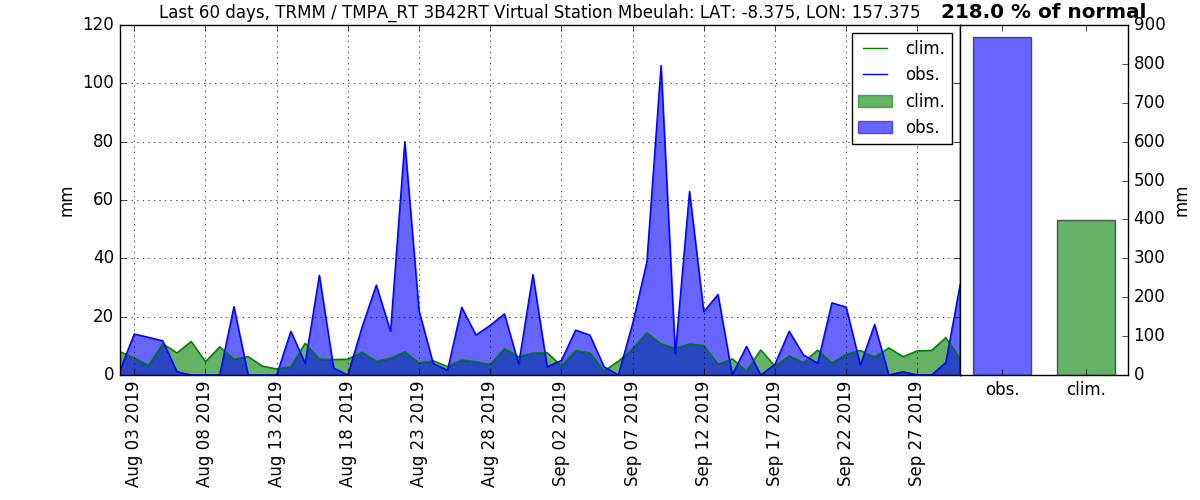 Last 60 days, TRMM / TMPA_RT 3B42RT Virtual Station Mbeulah: LAT: -8.375, LON: 157.375
218.0 % of normal
120
100
80
60
40
20
0
mm
clim.
obs.
clim.
obs.
900
800
700
600
500
400
300
200
100
0
mm
Aug 03 2019
Aug 08 2019
Aug 13 2019
Aug 18 2019
Aug 23 2019
Aug 28 2019
Sep 02 2019
Sep 07 2019
Sep 12 2019
Sep 17 2019
Sep 22 2019
Sep 27 2019
obs.
clim.